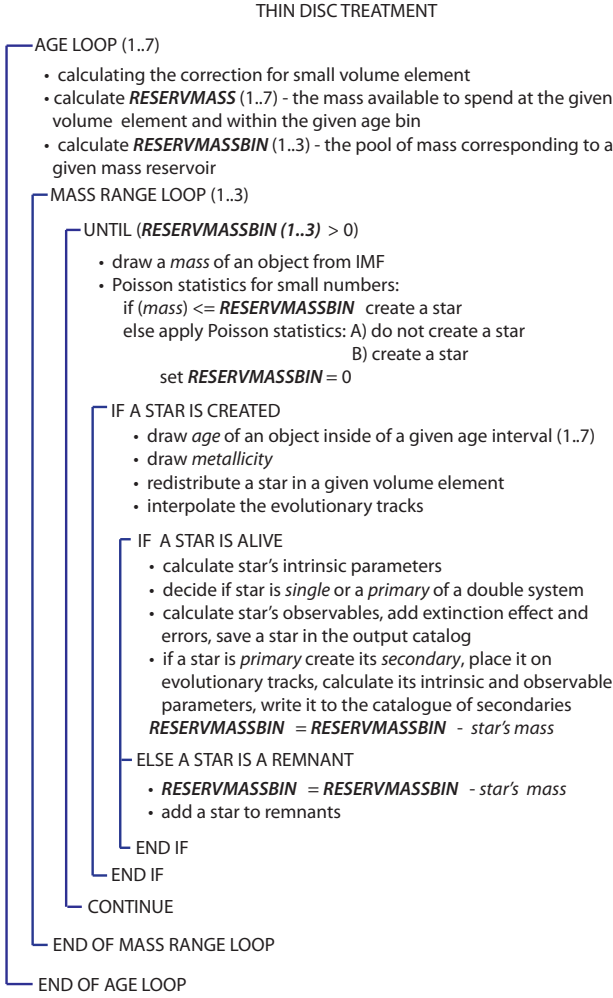 THIN DISC TREATMENT
AGE LOOP (1..7)
• calculating the correction for small volume element
• calculate RESERVMASS (1..7) - the mass available to spend at the given
volume element and within the given age bin
• calculate RESERVMASSBIN (1..3) - the pool of mass corresponding to a
given mass reservoir
MASS RANGE LOOP (1..3)
UNTIL (RESERVMASSBIN (1..3) > 0)
• draw a mass of an object from IMF
• Poisson statistics for small numbers:
if (mass) <= RESERVMASSBIN create a star
else apply Poisson statistics: A) do not create a star
B) create a star
set RESERVMASSBIN = 0
IF A STAR IS CREATED
• draw age of an object inside of a given age interval (1..7)
• draw metallicity
• redistribute a star in a given volume element
• interpolate the evolutionary tracks
IF A STAR IS ALIVE
• calculate star's intrinsic parameters
• decide if star is single or a primary of a double system
• calculate star's observables, add extinction effect and
errors, save a star in the output catalog
• if a star is primary create its secondary, place it on
evolutionary tracks, calculate its intrinsic and observable
parameters, write it to the catalogue of secondaries
RESERVMASSBIN = RESERVMASSBIN - star's mass
ELSE A STAR IS A REMNANT
• RESERVMASSBIN = RESERVMASSBIN - star's mass
• add a star to remnants
END IF
END IF
CONTINUE
END OF MASS RANGE LOOP
END OF AGE LOOP